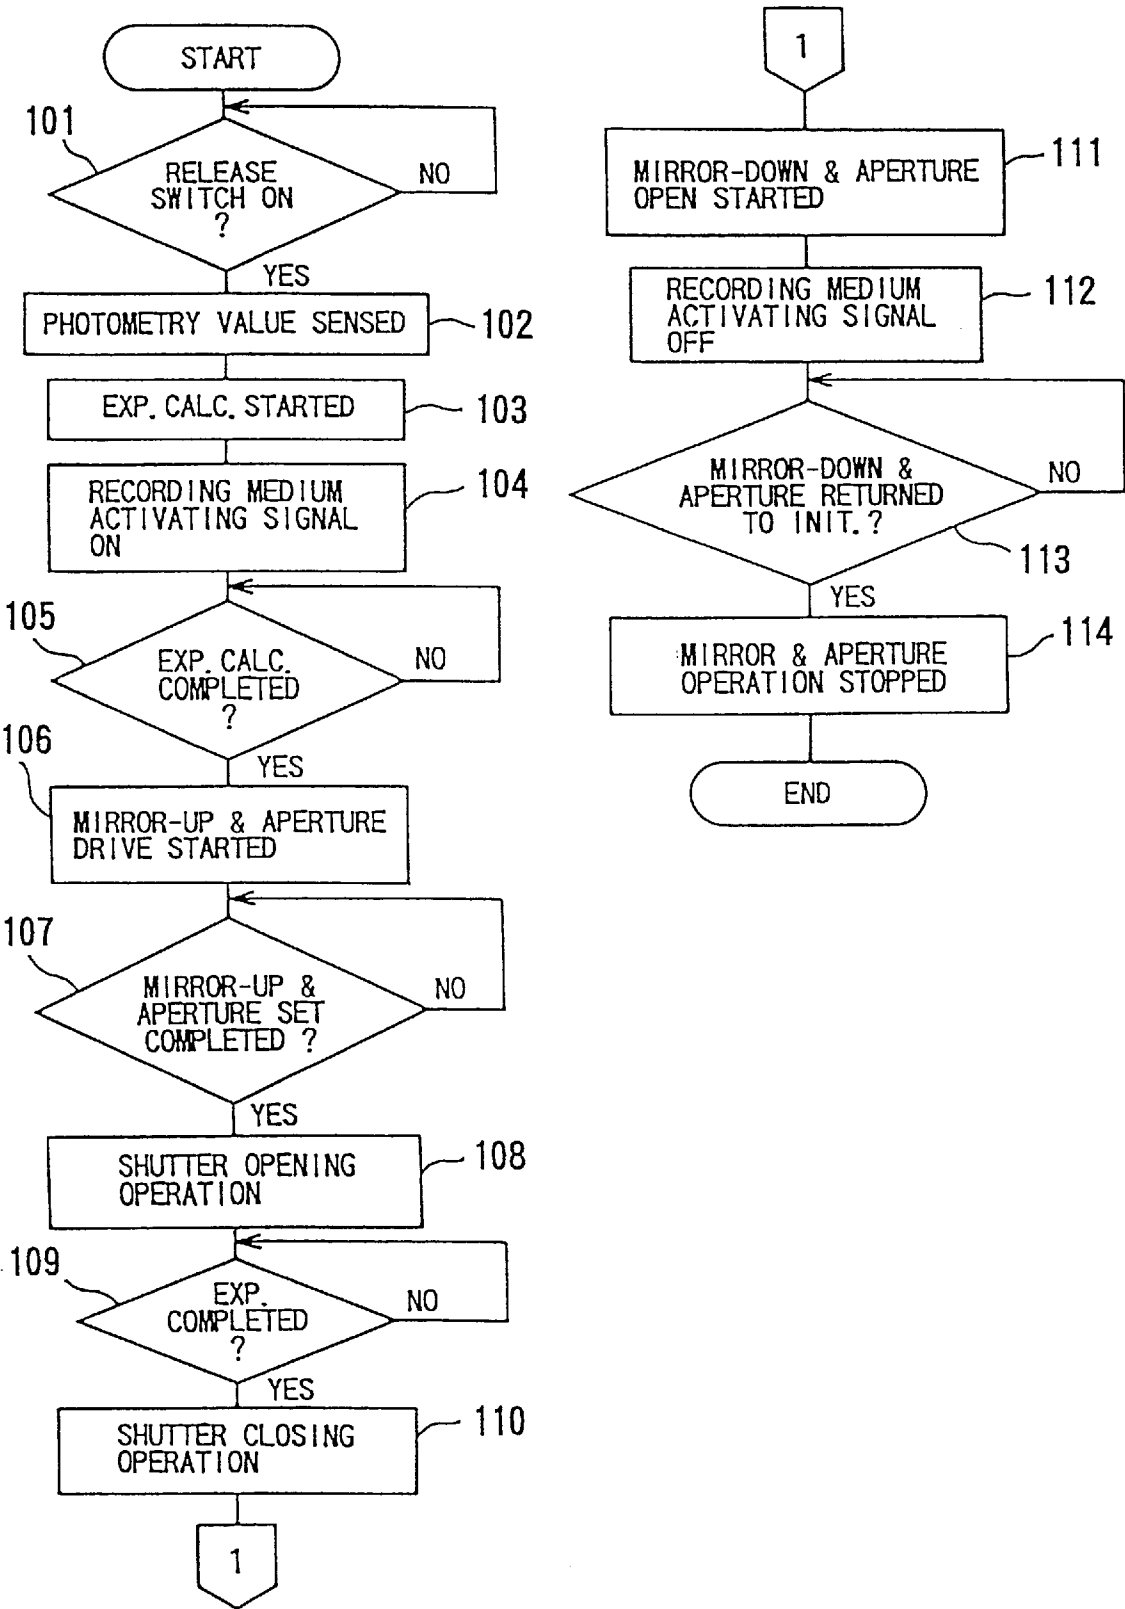 START
101
RELEASE
SWITCH ON
?
NO
YES
PHOTOMETRY VALUE SENSED
102
EXP. CALC. STARTED
103
RECORDING MEDIUM
ACTIVATING SIGNAL
ON
104
105
EXP. CALC.
COMPLETED
?
NO
YES
106
MIRROR-UP & APERTURE
DRIVE STARTED
107
MIRROR-UP &
APERTURE SET
COMPLETED ?
NO
YES
SHUTTER OPENING
OPERATION
108
109
EXP.
COMPLETED
?
NO
YES
SHUTTER CLOSING
OPERATION
110
1
1
MIRROR-DOWN & APERTURE
OPEN STARTED
111
RECORDING MEDIUM
ACTIVATING SIGNAL
OFF
112
MIRROR-DOWN &
APERTURE RETURNED
TO INIT. ?
NO
113
YES
MIRROR & APERTURE
OPERATION STOPPED
114
END